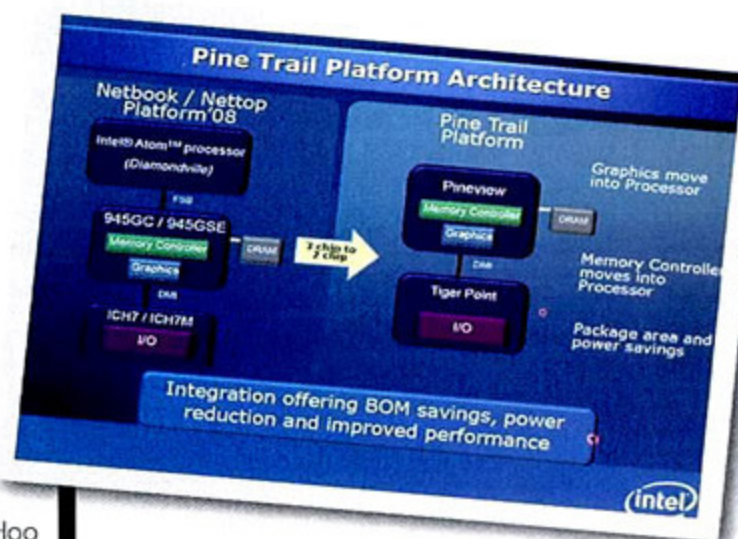 Pine Trail Platform Architecture
Netbook / Nettop
Platform'08
Intel® Atom™ processor
(Diamondville)
FSB
945GC / 945GSE
Memory Controller
DRAM
Graphics
DMI
ICH7 / ICH7M
I/O
3 chip to
2 chip
Pine Trail
Platform
Pineview
Memory Controller
DRAM
Graphics
DMI
Tiger Point
I/O
Graphics move
into Processor
Memory Controller
moves into
Processor
Package area and
power savings
Integration offering BOM savings, power
reduction and improved performance
intel